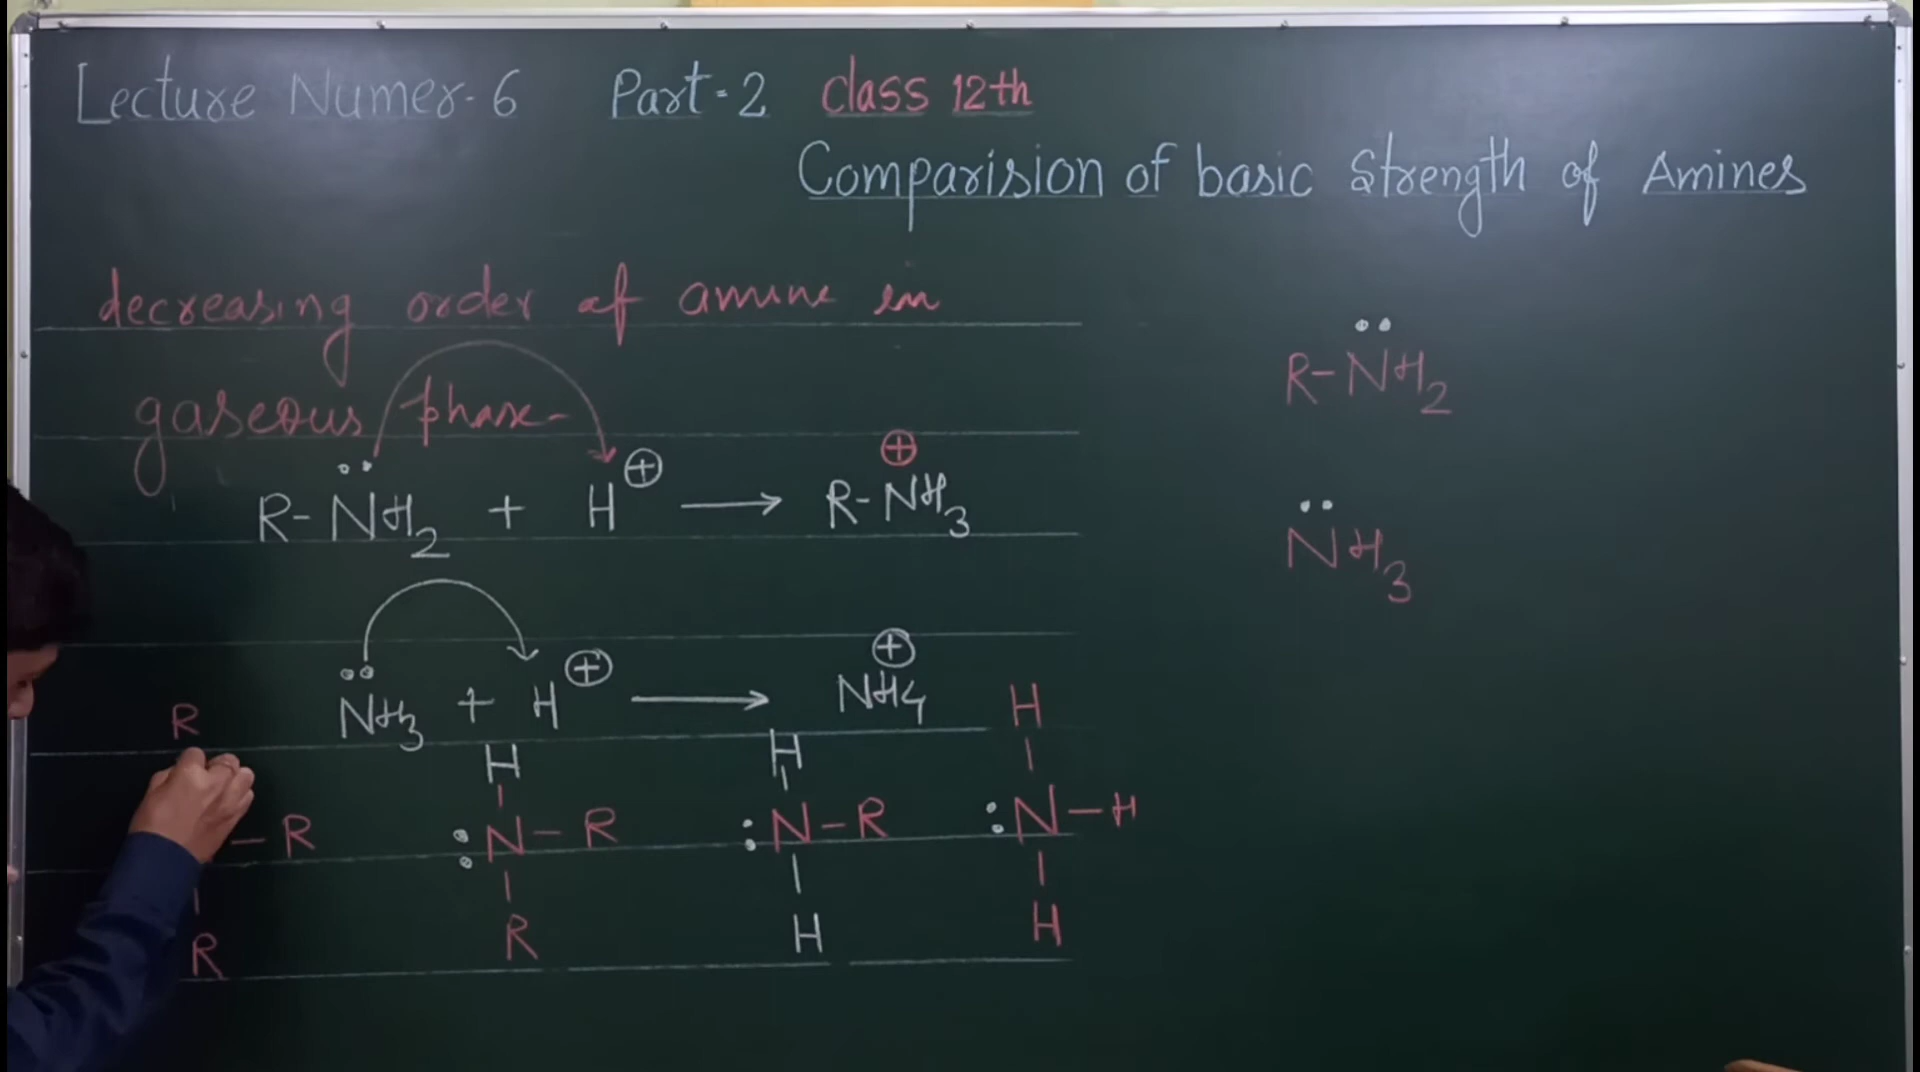 Lecture Numer-6 Part-2 class 12th
Comparision of basic Strength of Amines
decreasing order of amine in
gaseous phase-
R-NH2 + H⊕ → R-NH3 ⊕
NH3 + H⊕ → NH4 ⊕
R-NH2
NH3
R H H H
-R :N-R :N-R :N-H
R R H H